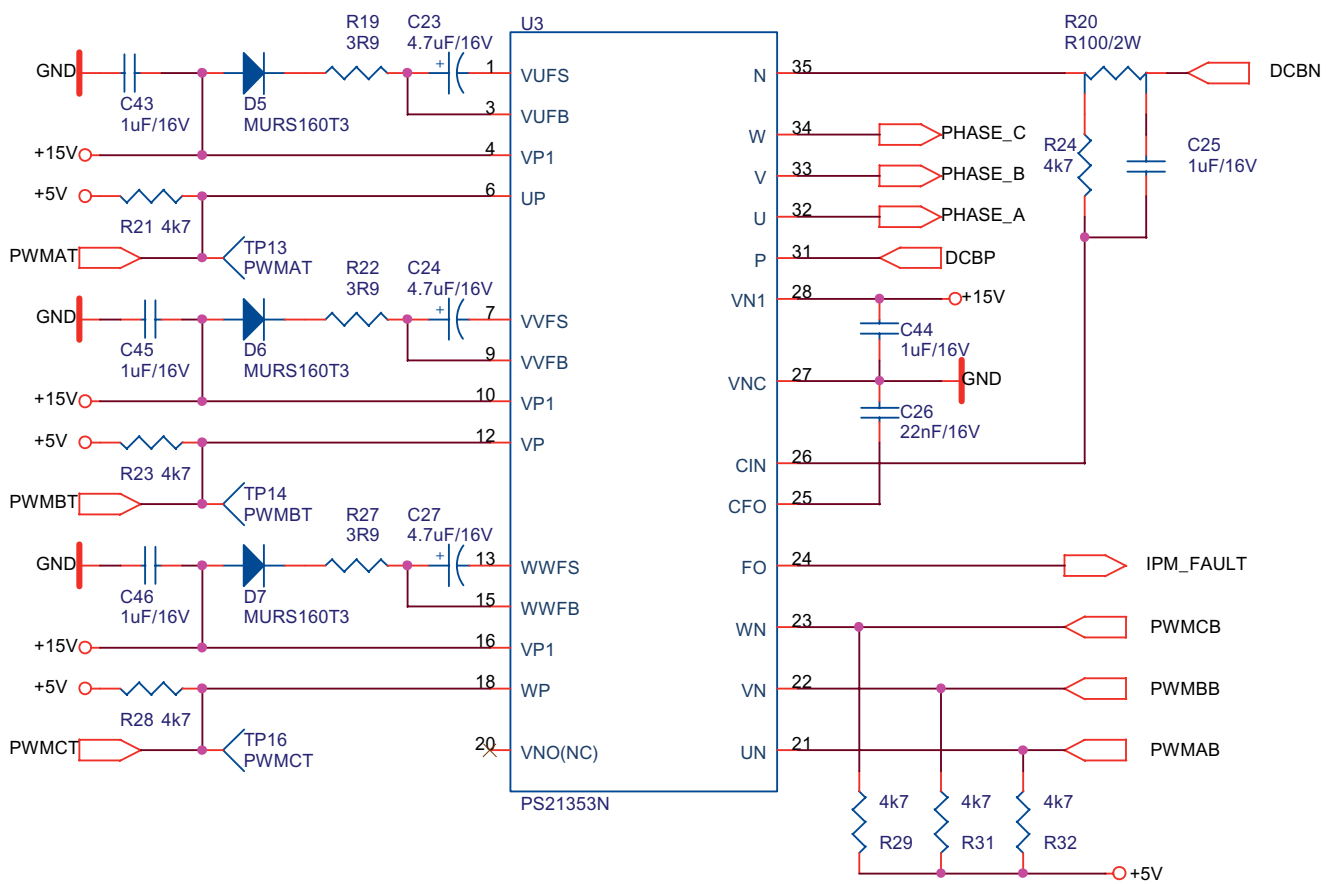 R19
3R9
C23
4.7uF/16V
U3
GND
C43
1uF/16V
D5
MURS160T3
+
1
VUFS
3
VUFB
+15V
4
VP1
+5V
R21 4k7
6
UP
PWMAT
TP13
PWMAT
R22
3R9
C24
4.7uF/16V
GND
C45
1uF/16V
D6
MURS160T3
+
7
VVFS
9
VVFB
+15V
10
VP1
+5V
R23 4k7
12
VP
PWMBT
TP14
PWMBT
R27
3R9
C27
4.7uF/16V
GND
C46
1uF/16V
D7
MURS160T3
+
13
WWFS
15
WWFB
+15V
16
VP1
+5V
R28 4k7
18
WP
PWMCT
TP16
PWMCT
20
VNO(NC)
PS21353N
R20
R100/2W
N
35
DCBN
W
34
PHASE_C
R24
4k7
C25
1uF/16V
V
33
PHASE_B
U
32
PHASE_A
P
31
DCBP
VN1
28
+15V
C44
1uF/16V
VNC
27
GND
C26
22nF/16V
CIN
26
CFO
25
FO
24
IPM_FAULT
WN
23
PWMCB
VN
22
PWMBB
UN
21
PWMAB
4k7
R29
4k7
R31
4k7
R32
+5V